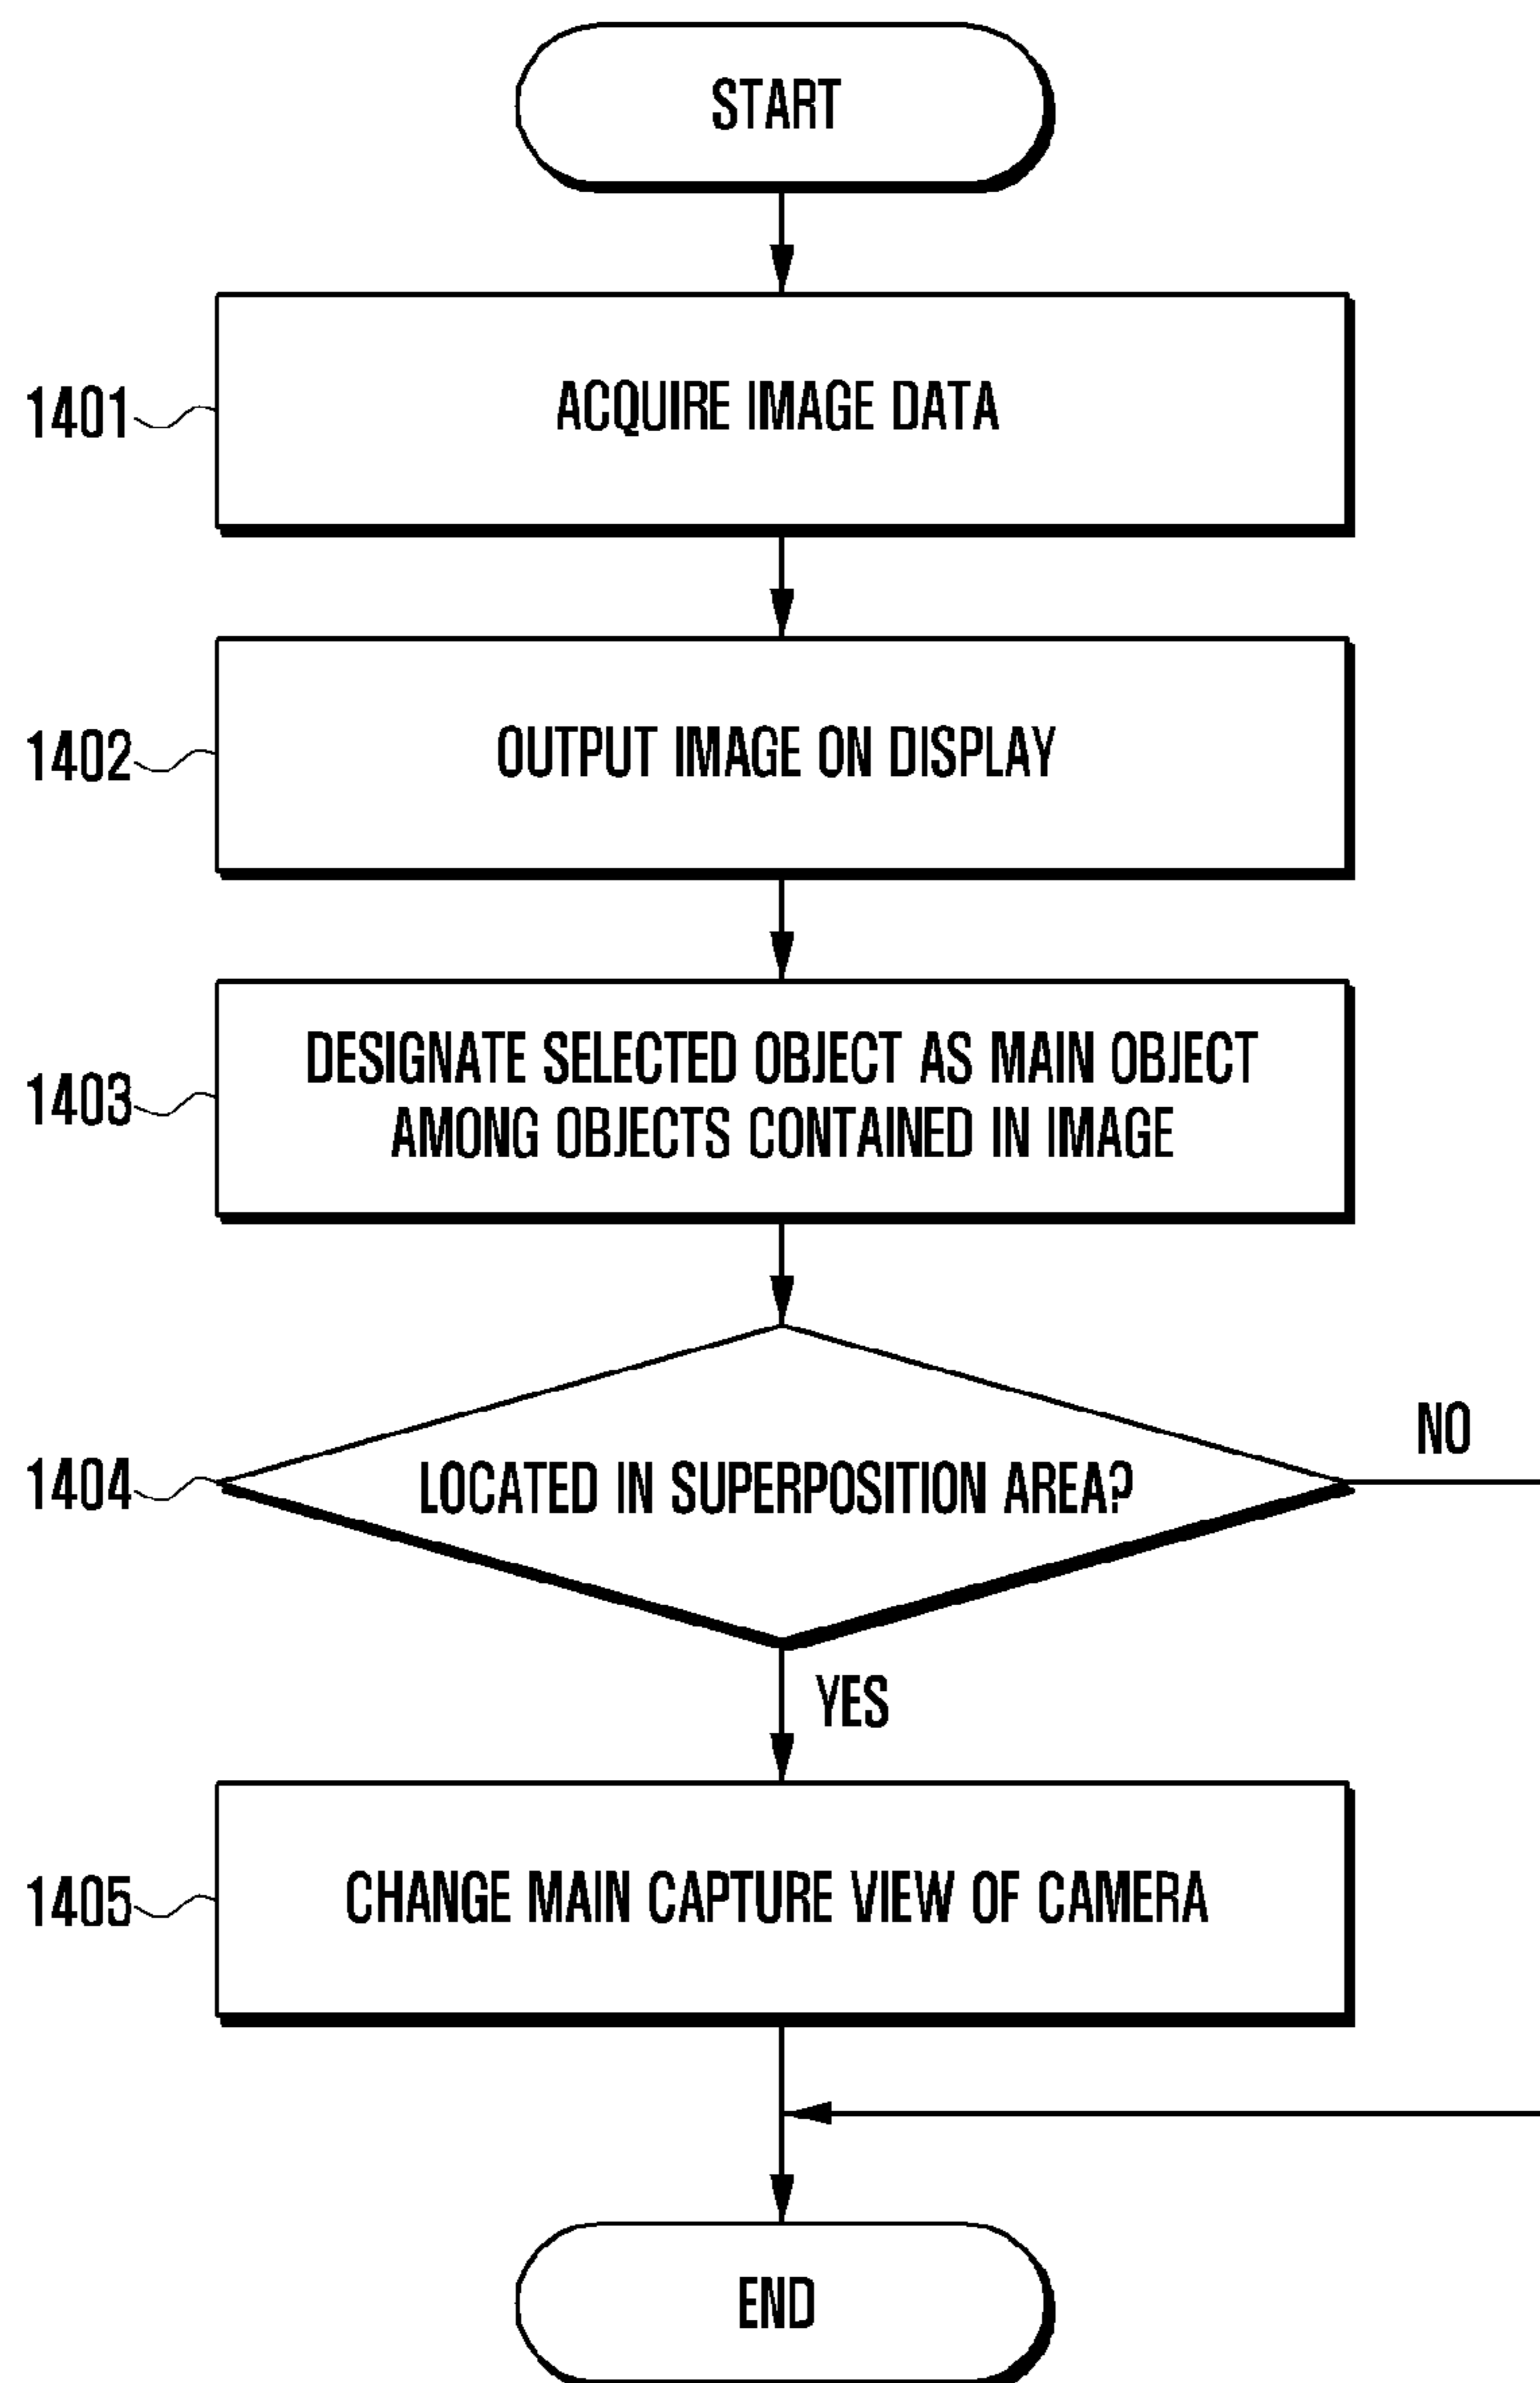 START
1401
ACQUIRE IMAGE DATA
1402
OUTPUT IMAGE ON DISPLAY
1403
DESIGNATE SELECTED OBJECT AS MAIN OBJECT
AMONG OBJECTS CONTAINED IN IMAGE
1404
LOCATED IN SUPERPOSITION AREA?
NO
YES
1405
CHANGE MAIN CAPTURE VIEW OF CAMERA
END